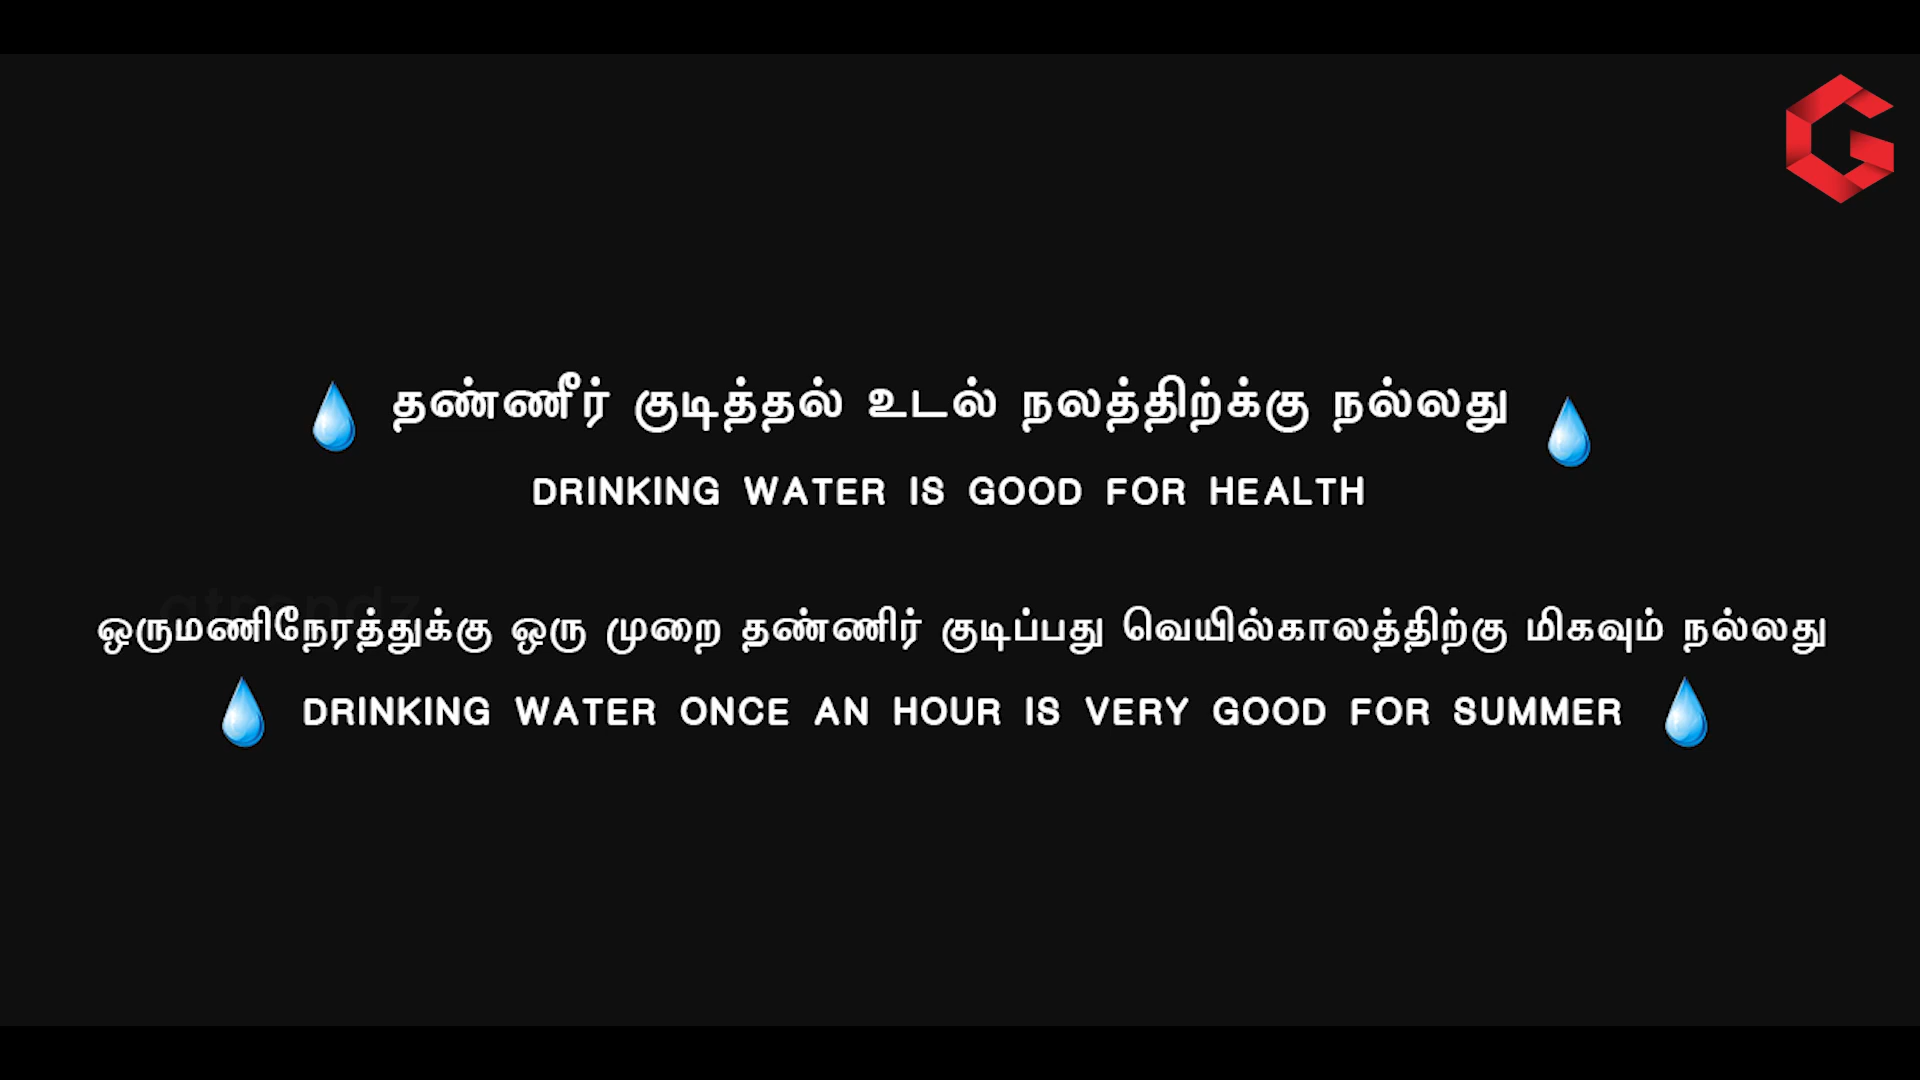 தண்ணீர் குடித்தல் உடல் நலத்திற்க்கு நல்லது
DRINKING WATER IS GOOD FOR HEALTH
ஒருமணிநேரத்துக்கு ஒரு முறை தண்ணிர் குடிப்பது வெயில்காலத்திற்கு மிகவும் நல்லது
DRINKING WATER ONCE AN HOUR IS VERY GOOD FOR SUMMER